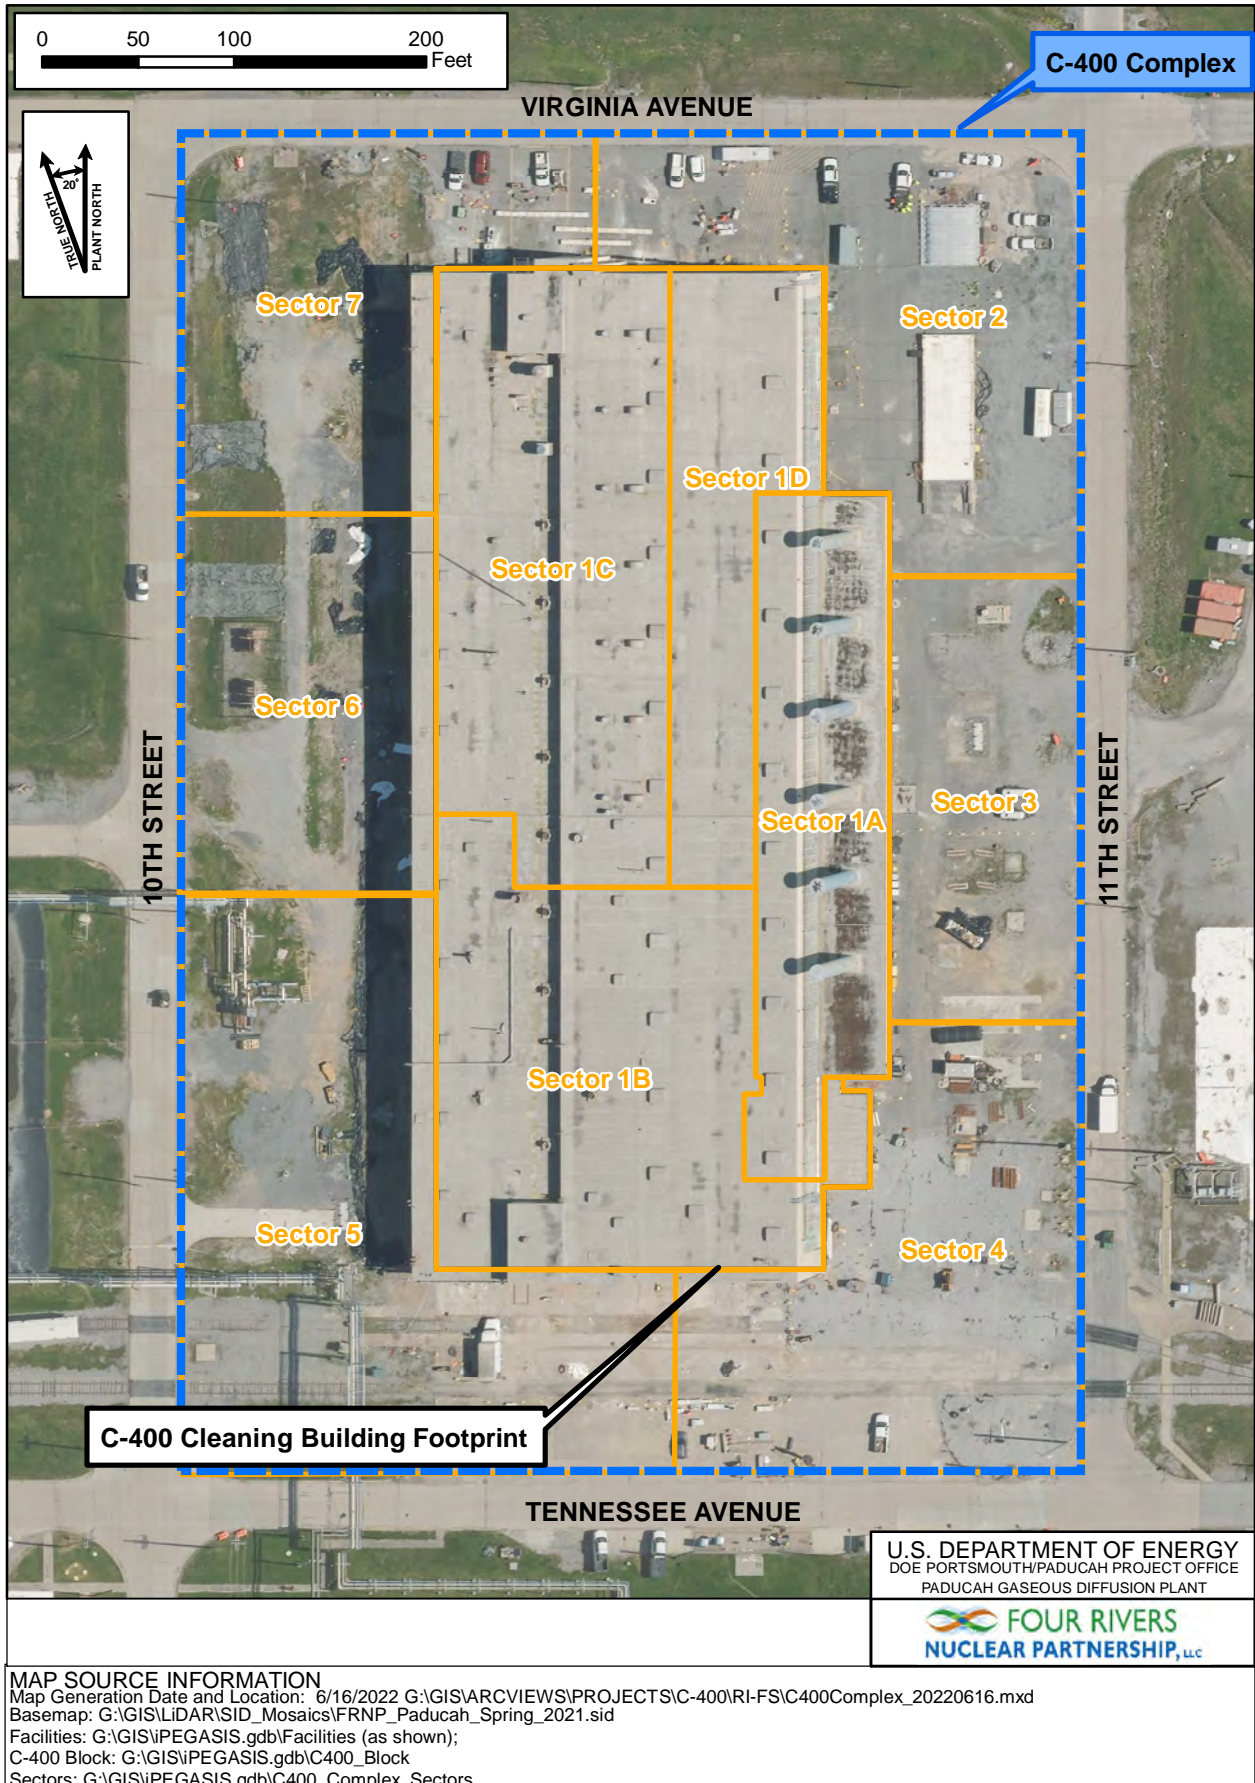 0 50 100 200
Feet
C-400 Complex
VIRGINIA AVENUE
20°
TRUE NORTH
PLANT NORTH
Sector 7
Sector 2
Sector 1D
Sector 1C
Sector 6
Sector 3
Sector 1A
10TH STREET
11TH STREET
Sector 1B
Sector 5
Sector 4
C-400 Cleaning Building Footprint
TENNESSEE AVENUE
U.S. DEPARTMENT OF ENERGY
DOE PORTSMOUTH/PADUCAH PROJECT OFFICE
PADUCAH GASEOUS DIFFUSION PLANT
FOUR RIVERS
NUCLEAR PARTNERSHIP, LLC
MAP SOURCE INFORMATION
Map Generation Date and Location: 6/16/2022 G:\GIS\ARCVIEWS\PROJECTS\C-400\RI-FS\C400Complex_20220616.mxd
Basemap: G:\GIS\LiDAR\SID_Mosaics\FRNP_Paducah_Spring_2021.sid
Facilities: G:\GIS\iPEGASIS.gdb\Facilities (as shown);
C-400 Block: G:\GIS\iPEGASIS.gdb\C400_Block
Sectors: G:\GIS\iPEGASIS.gdb\C400_Complex_Sectors